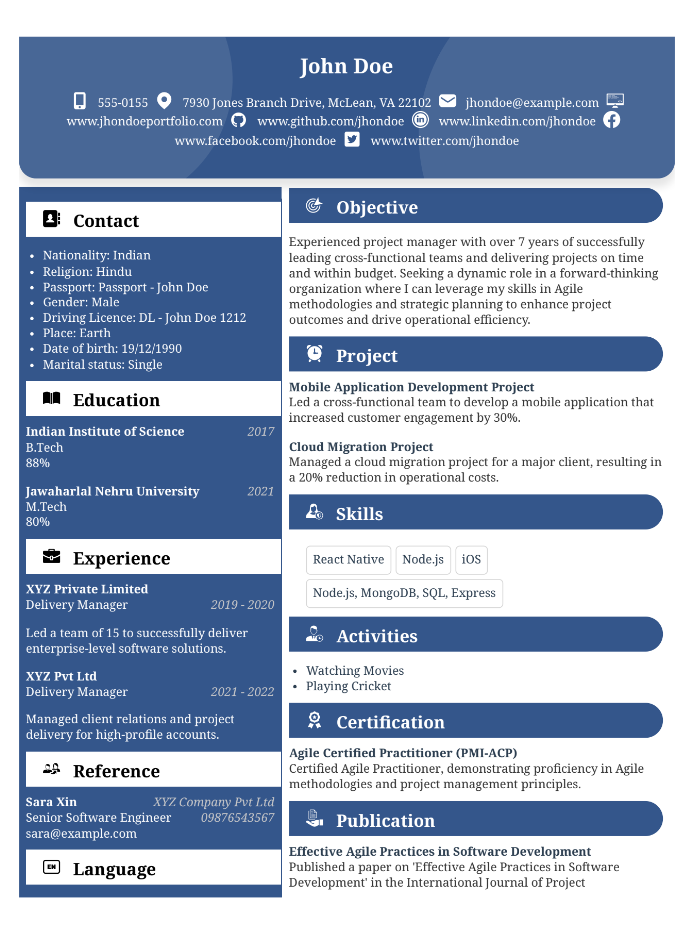 John Doe
555-0155 7930 Jones Branch Drive, McLean, VA 22102 jhondoe@example.com
www.jhondoeportfolio.com www.github.com/jhondoe www.linkedin.com/jhondoe
www.facebook.com/jhondoe www.twitter.com/jhondoe
Contact
• Nationality: Indian
• Religion: Hindu
• Passport: Passport - John Doe
• Gender: Male
• Driving Licence: DL - John Doe 1212
• Place: Earth
• Date of birth: 19/12/1990
• Marital status: Single
Education
Indian Institute of Science 2017
B.Tech
88%
Jawaharlal Nehru University 2021
M.Tech
80%
Experience
XYZ Private Limited
Delivery Manager 2019 - 2020
Led a team of 15 to successfully deliver
enterprise-level software solutions.
XYZ Pvt Ltd
Delivery Manager 2021 - 2022
Managed client relations and project
delivery for high-profile accounts.
Reference
Sara Xin XYZ Company Pvt Ltd
Senior Software Engineer 09876543567
sara@example.com
EN Language
Objective
Experienced project manager with over 7 years of successfully
leading cross-functional teams and delivering projects on time
and within budget. Seeking a dynamic role in a forward-thinking
organization where I can leverage my skills in Agile
methodologies and strategic planning to enhance project
outcomes and drive operational efficiency.
Project
Mobile Application Development Project
Led a cross-functional team to develop a mobile application that
increased customer engagement by 30%.
Cloud Migration Project
Managed a cloud migration project for a major client, resulting in
a 20% reduction in operational costs.
Skills
React Native Node.js iOS
Node.js, MongoDB, SQL, Express
Activities
• Watching Movies
• Playing Cricket
Certification
Agile Certified Practitioner (PMI-ACP)
Certified Agile Practitioner, demonstrating proficiency in Agile
methodologies and project management principles.
Publication
Effective Agile Practices in Software Development
Published a paper on 'Effective Agile Practices in Software
Development' in the International Journal of Project